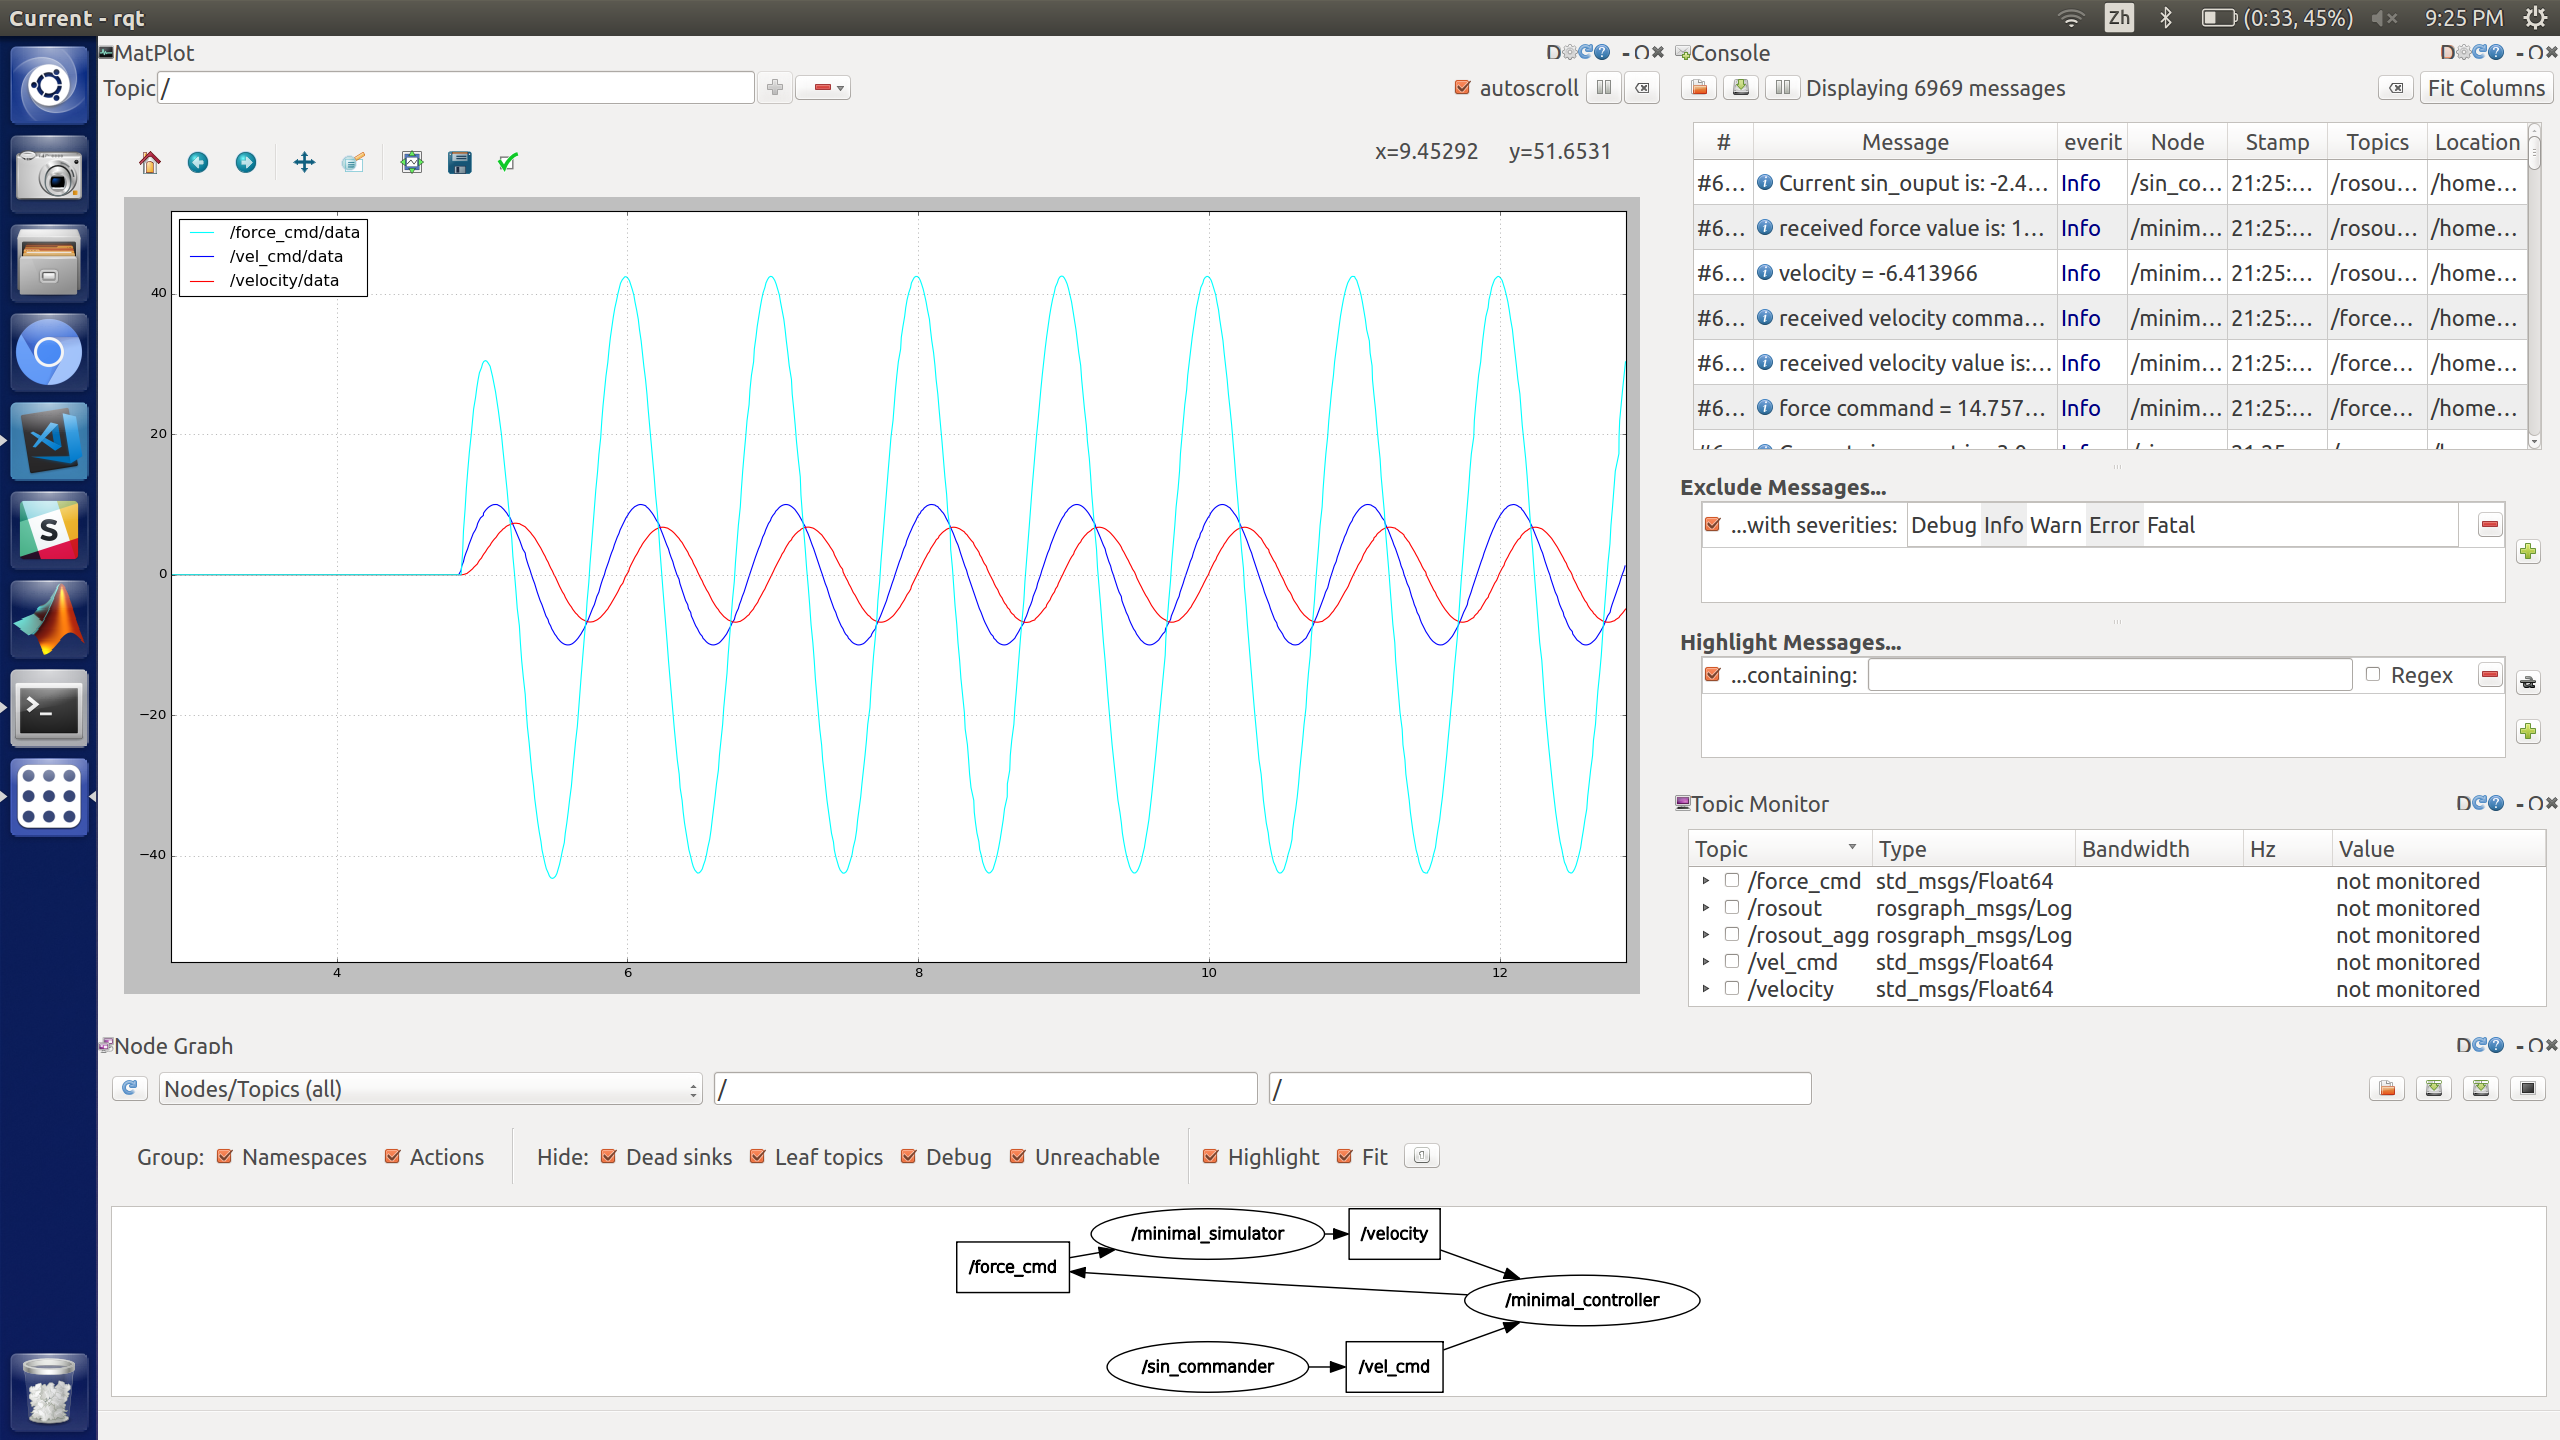 Current - rqt
Zh (0:33, 45%) 9:25 PM
MatPlot
D - O
Topic /
autoscroll
x=9.45292 y=51.6531
/force_cmd/data
/vel_cmd/data
/velocity/data
40
20
0
−20
−40
4 6 8 10 12
S
>_
Console
D - O
Displaying 6969 messages
Fit Columns
# Message everit Node Stamp Topics Location
#6... Current sin_ouput is: -2.4... Info /sin_co... 21:25:... /rosou... /home...
#6... received force value is: 1... Info /minim... 21:25:... /rosou... /home...
#6... velocity = -6.413966 Info /minim... 21:25:... /rosou... /home...
#6... received velocity comma... Info /minim... 21:25:... /force... /home...
#6... received velocity value is:... Info /minim... 21:25:... /force... /home...
#6... force command = 14.757... Info /minim... 21:25:... /force... /home...
Exclude Messages...
...with severities: Debug Info Warn Error Fatal
Highlight Messages...
...containing: Regex
Topic Monitor
D - O
Topic Type Bandwidth Hz Value
/force_cmd std_msgs/Float64 not monitored
/rosout rosgraph_msgs/Log not monitored
/rosout_agg rosgraph_msgs/Log not monitored
/vel_cmd std_msgs/Float64 not monitored
/velocity std_msgs/Float64 not monitored
Node Graph
D - O
Nodes/Topics (all) / /
Group: Namespaces Actions Hide: Dead sinks Leaf topics Debug Unreachable Highlight Fit
/minimal_simulator /velocity
/force_cmd
/minimal_controller
/sin_commander /vel_cmd